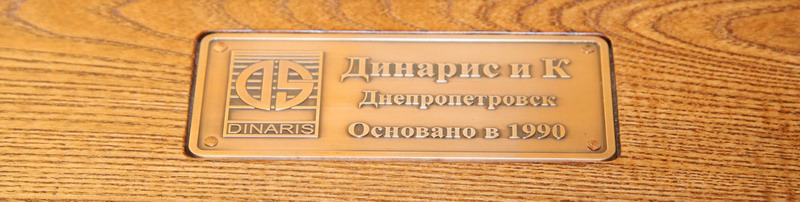 DINARIS
Динарис и К
Днепропетровск
Основано в 1990